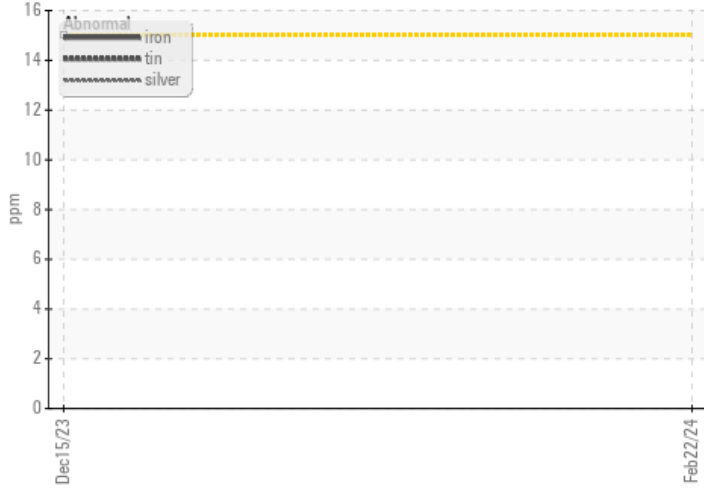 16
14
12
10
8
6
4
2
0
ppm
Abnormal
iron
tin
silver
Dec15/23
Feb22/24